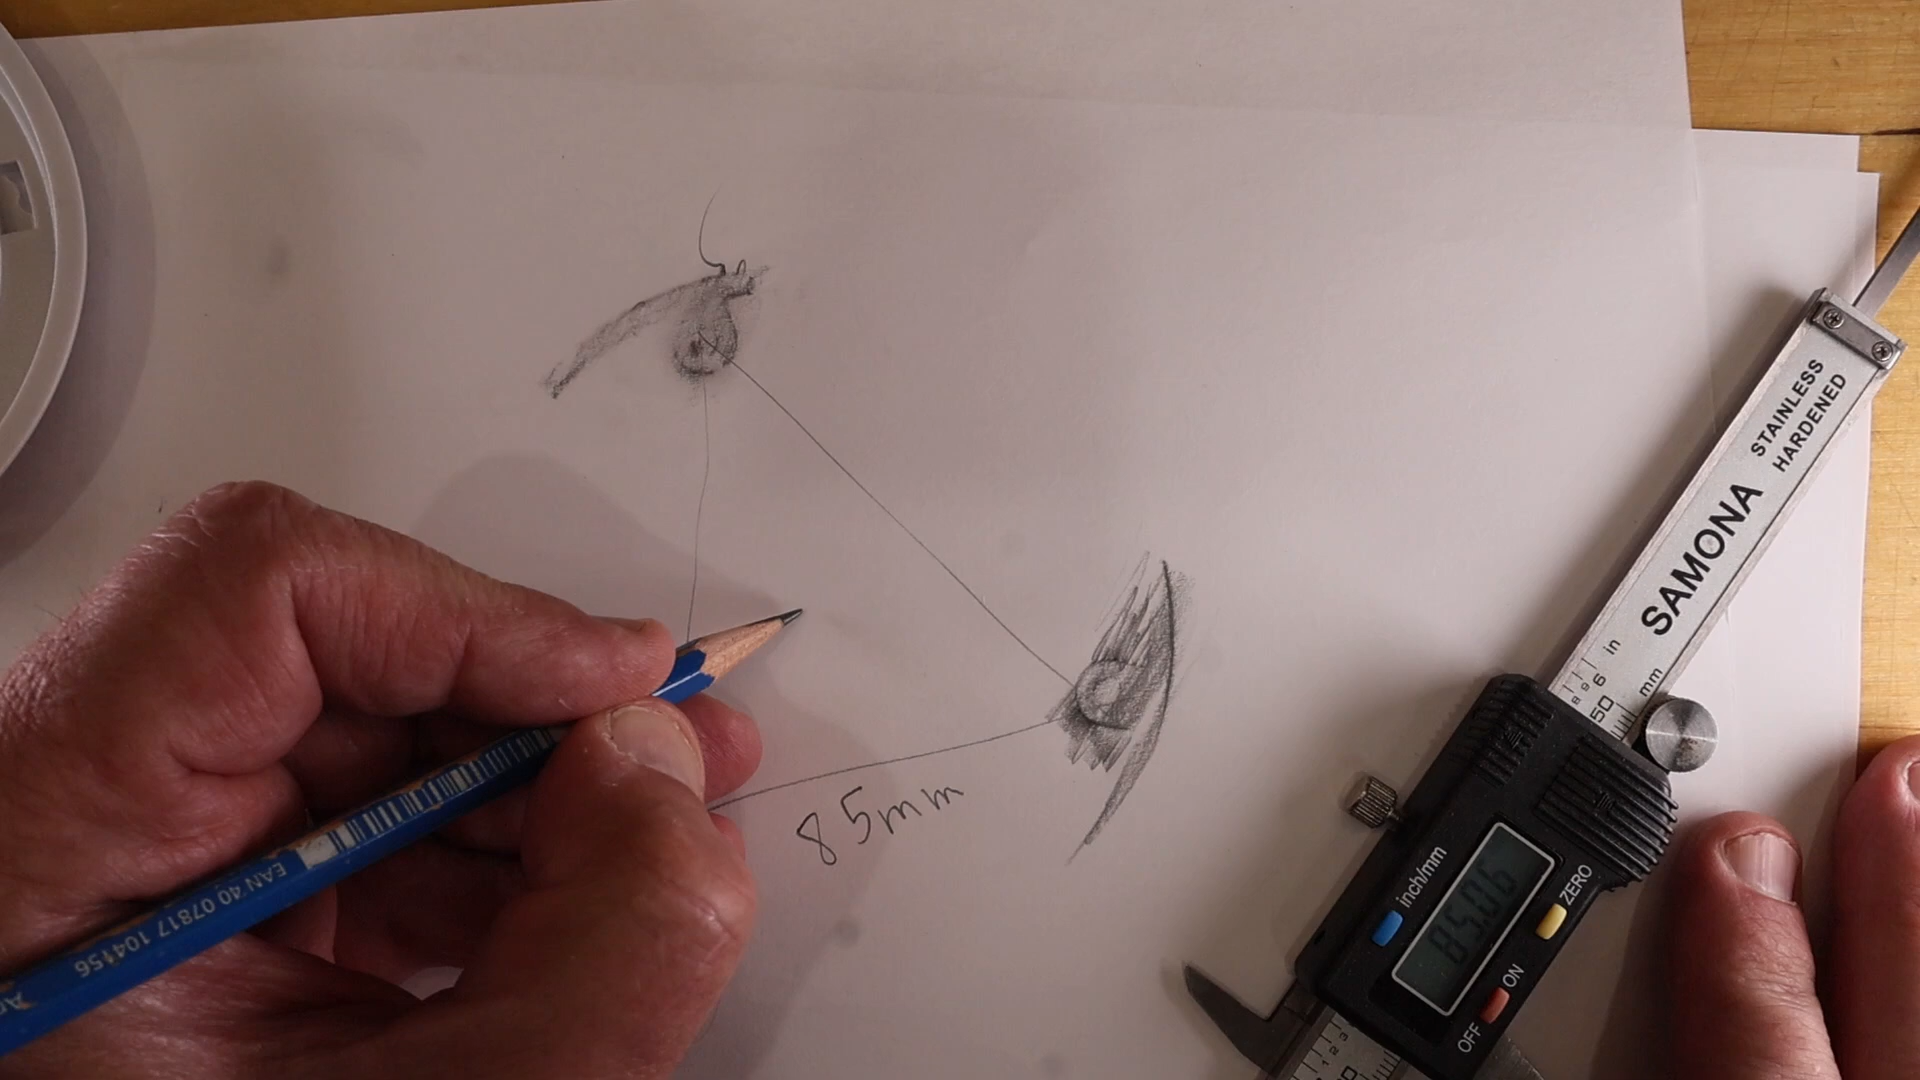 85mm
STAINLESS
HARDENED
SAMONA
in
mm
inch/mm
85.06
ZERO
OFF
ON
EAN 40 07817 104156